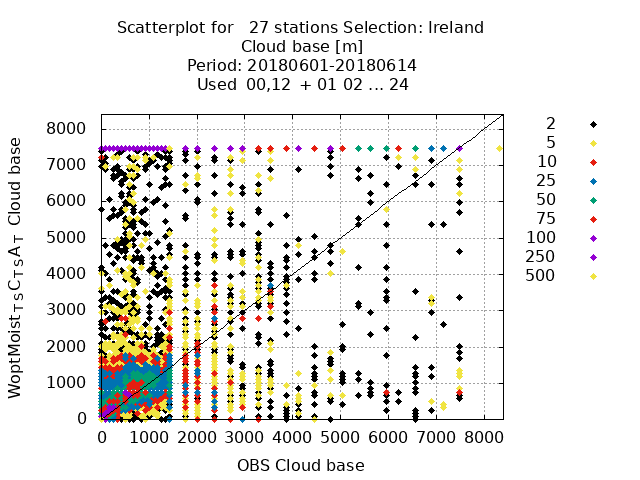 Scatterplot for 27 stations Selection: Ireland
Cloud base [m]
Period: 20180601-20180614
Used 00,12 + 01 02 ... 24
WoptMoist_TSC_TSA_T Cloud base
8000
7000
6000
5000
4000
3000
2000
1000
0
0 1000 2000 3000 4000 5000 6000 7000 8000
OBS Cloud base
2
5
10
25
50
75
100
250
500